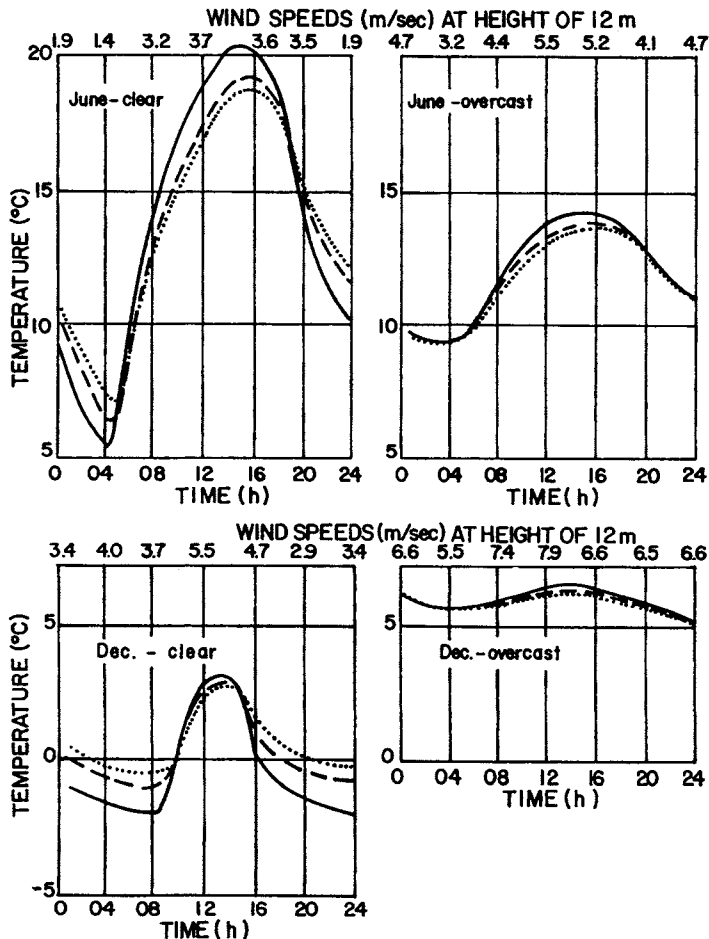 WIND SPEEDS (m/sec) AT HEIGHT OF 12 m
1.9 1.4 3.2 3.7 3.6 3.5 1.9 4.7 3.2 4.4 5.5 5.2 4.1 4.7
20
June-clear
June-overcast
15
TEMPERATURE (°C)
10
5
0 04 08 12 16 20 24 0 04 08 12 16 20 24
TIME (h) TIME (h)
WIND SPEEDS (m/sec) AT HEIGHT OF 12 m
3.4 4.0 3.7 5.5 4.7 2.9 3.4 6.6 5.5 7.4 7.9 6.6 6.5 6.6
5 5
Dec. - clear
Dec.-overcast
TEMPERATURE (°C)
0 0
0 04 08 12 16 20 24
TIME (h)
-5
0 04 08 12 16 20 24
TIME (h)